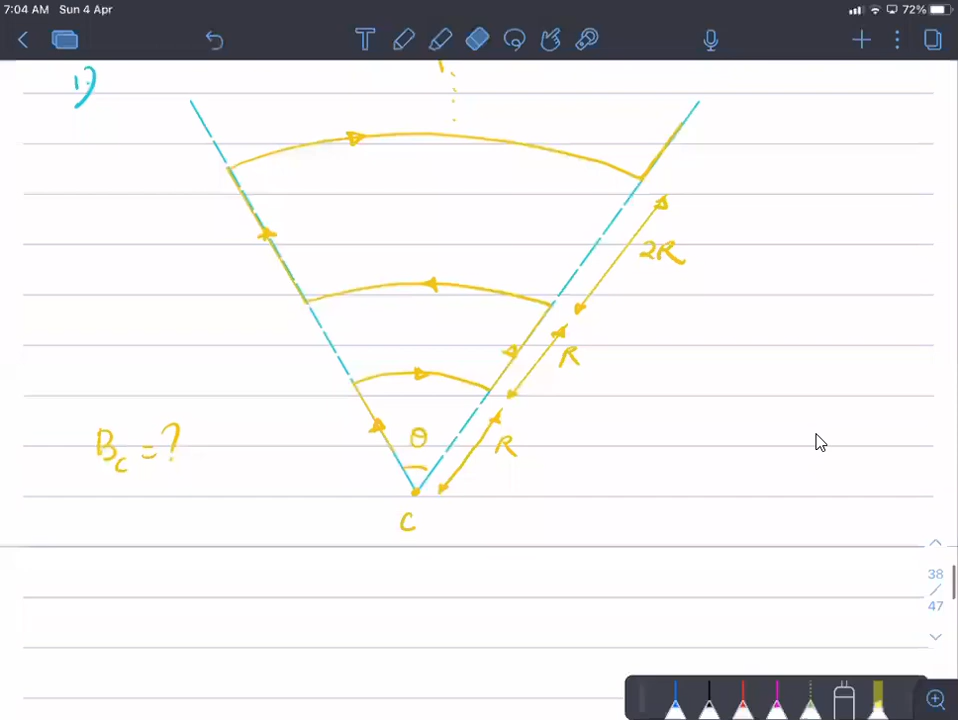 7:04 AM Sun 4 Apr 72%
T
1)
2R
R
θ
R
B_C = ?
C
38
/
47